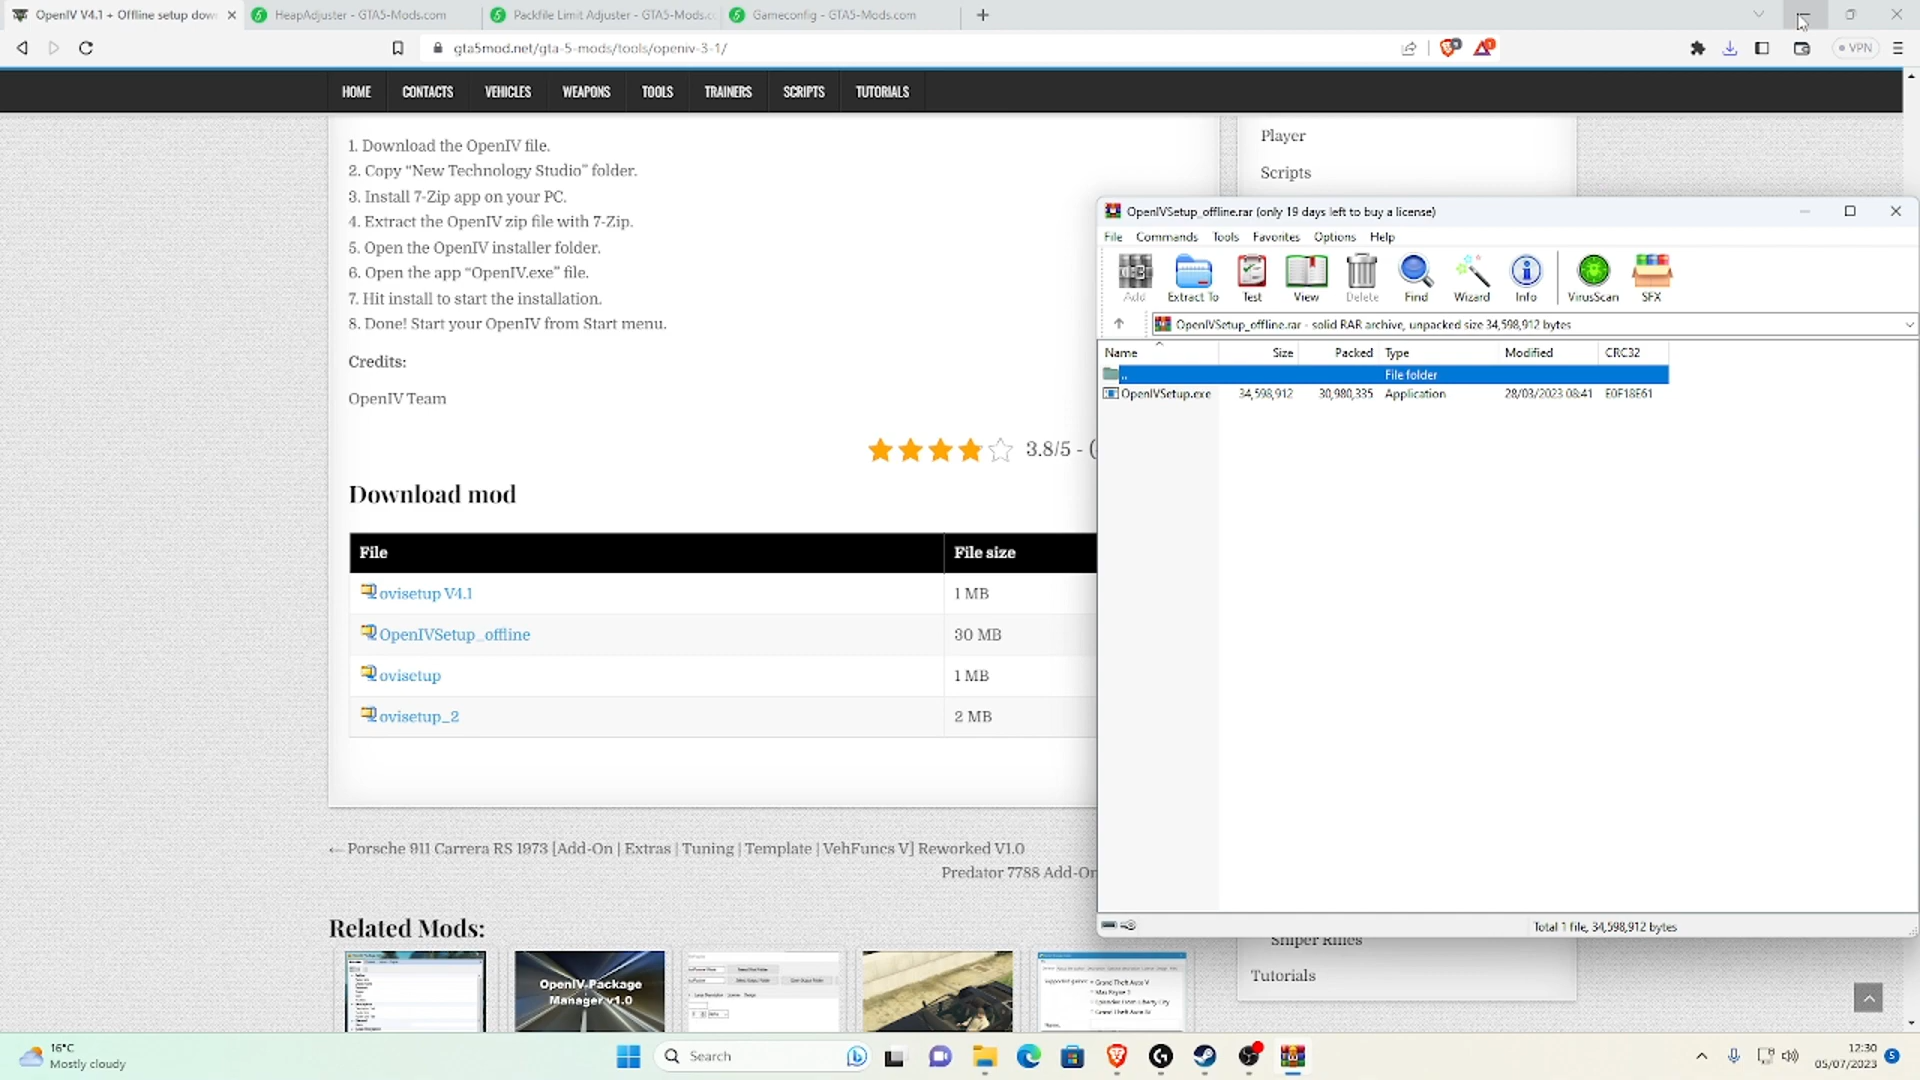 OpenIV V4.1 + Offline setup down
HeapAdjuster - GTA5-Mods.com
Packfile Limit Adjuster - GTA5-Mods.c
Gameconfig - GTA5-Mods.com
gta5mod.net/gta-5-mods/tools/openiv-3-1/
VPN
HOME CONTACTS VEHICLES WEAPONS TOOLS TRAINERS SCRIPTS TUTORIALS
1. Download the OpenIV file.
2. Copy “New Technology Studio” folder.
3. Install 7-Zip app on your PC.
4. Extract the OpenIV zip file with 7-Zip.
5. Open the OpenIV installer folder.
6. Open the app “OpenIV.exe” file.
7. Hit install to start the installation.
8. Done! Start your OpenIV from Start menu.
Credits:
OpenIV Team
3.8/5 - (
Download mod
File File size
ovisetup V4.1 1 MB
OpenIVSetup_offline 30 MB
ovisetup 1 MB
ovisetup_2 2 MB
← Porsche 911 Carrera RS 1973 [Add-On | Extras | Tuning | Template | VehFuncs V] Reworked V1.0
Predator 7788 Add-On
Related Mods:
OpenIV Package
Manager v1.0
Player
Scripts
OpenIVSetup_offline.rar (only 19 days left to buy a license)
File Commands Tools Favorites Options Help
Add Extract To Test View Delete Find Wizard Info VirusScan SFX
OpenIVSetup_offline.rar - solid RAR archive, unpacked size 34,598,912 bytes
Name Size Packed Type Modified CRC32
.. File folder
OpenIVSetup.exe 34,598,912 30,980,335 Application 28/03/2023 08:41 E0F18E61
Total 1 file, 34,598,912 bytes
Sniper Rifles
Tutorials
16°C
Mostly cloudy
Search
12:30
05/07/2023
5